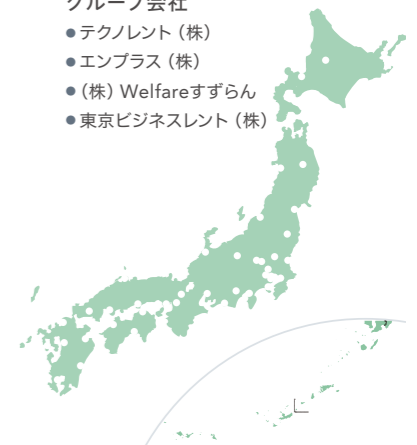 グループ会社
●テクノレント（株）
●エンプラス（株）
●（株）Welfareすずらん
●東京ビジネスレント（株）